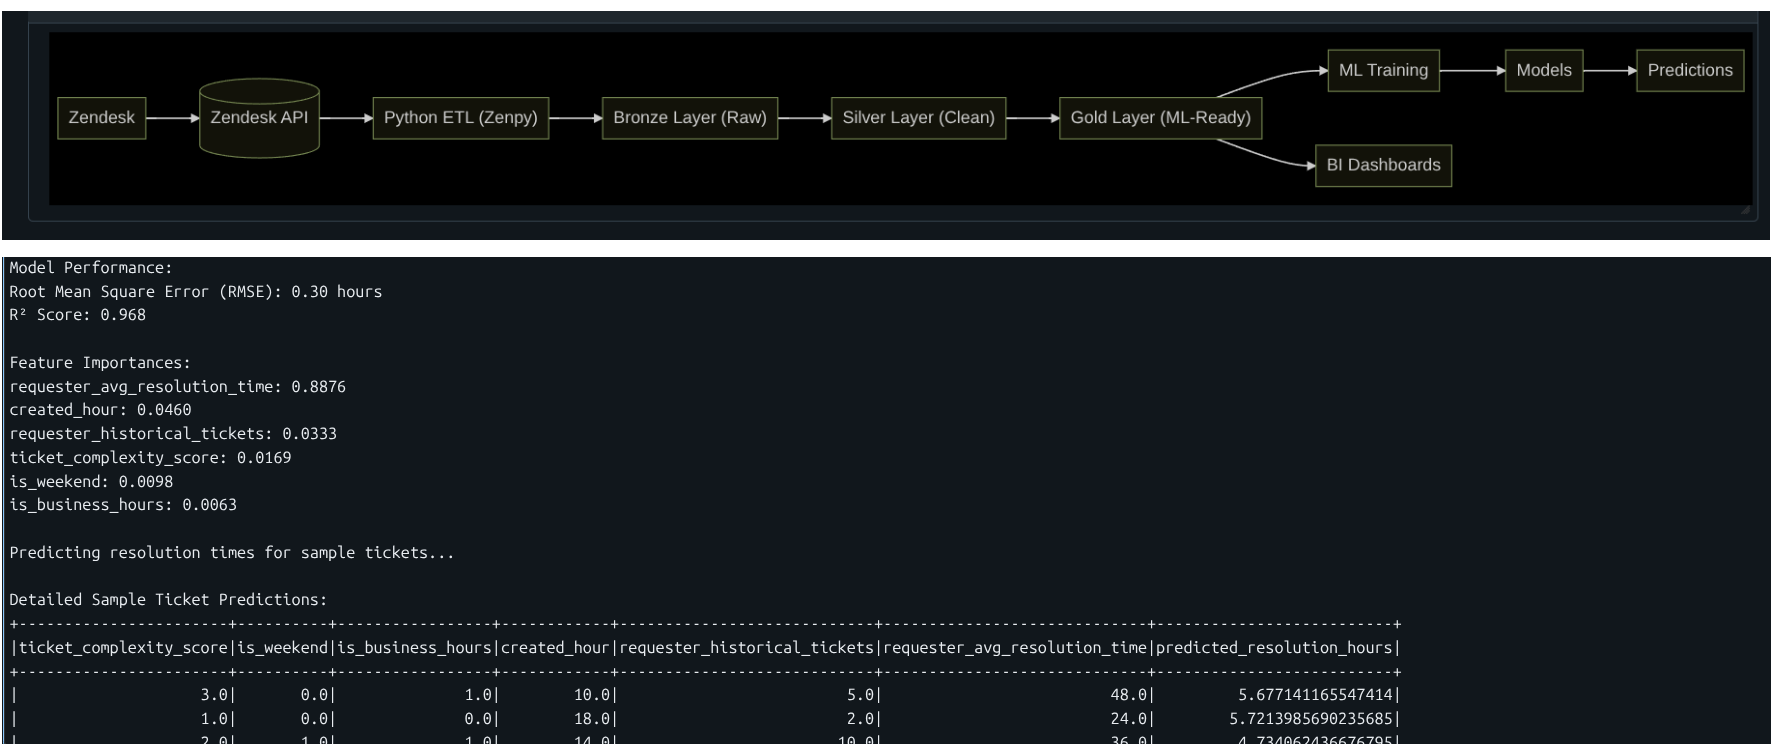 Zendesk
Zendesk API
Python ETL (Zenpy)
Bronze Layer (Raw)
Silver Layer (Clean)
Gold Layer (ML-Ready)
ML Training
Models
Predictions
BI Dashboards
Model Performance:
Root Mean Square Error (RMSE): 0.30 hours
R² Score: 0.968
Feature Importances:
requester_avg_resolution_time: 0.8876
created_hour: 0.0460
requester_historical_tickets: 0.0333
ticket_complexity_score: 0.0169
is_weekend: 0.0098
is_business_hours: 0.0063
Predicting resolution times for sample tickets...
Detailed Sample Ticket Predictions:
+-----------------------+----------+-----------------+------------+----------------------------+-----------------------------+--------------------------+
|ticket_complexity_score|is_weekend|is_business_hours|created_hour|requester_historical_tickets|requester_avg_resolution_time|predicted_resolution_hours|
+-----------------------+----------+-----------------+------------+----------------------------+-----------------------------+--------------------------+
| 3.0| 0.0| 1.0| 10.0| 5.0| 48.0| 5.677141165547414|
| 1.0| 0.0| 0.0| 18.0| 2.0| 24.0| 5.7213985690235685|
| 2.0| 1.0| 1.0| 14.0| 10.0| 36.0| 4.734062436676795|